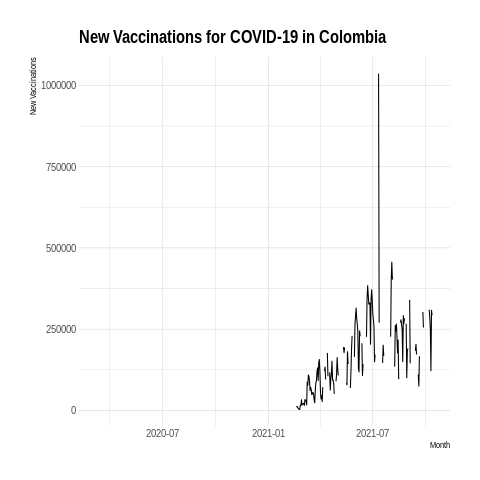 New Vaccinations for COVID-19 in Colombia
New Vaccinations
1000000
750000
500000
250000
0
2020-07 2021-01 2021-07
Month